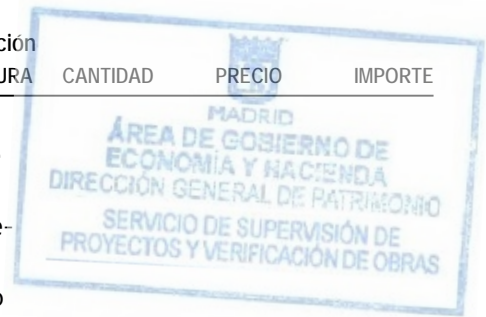 ción
URA CANTIDAD PRECIO IMPORTE
MADRID
ÁREA DE GOBIERNO DE
ECONOMÍA Y HACIENDA
DIRECCIÓN GENERAL DE PATRIMONIO
e-
SERVICIO DE SUPERVISIÓN DE
PROYECTOS Y VERIFICACIÓN DE OBRAS
o